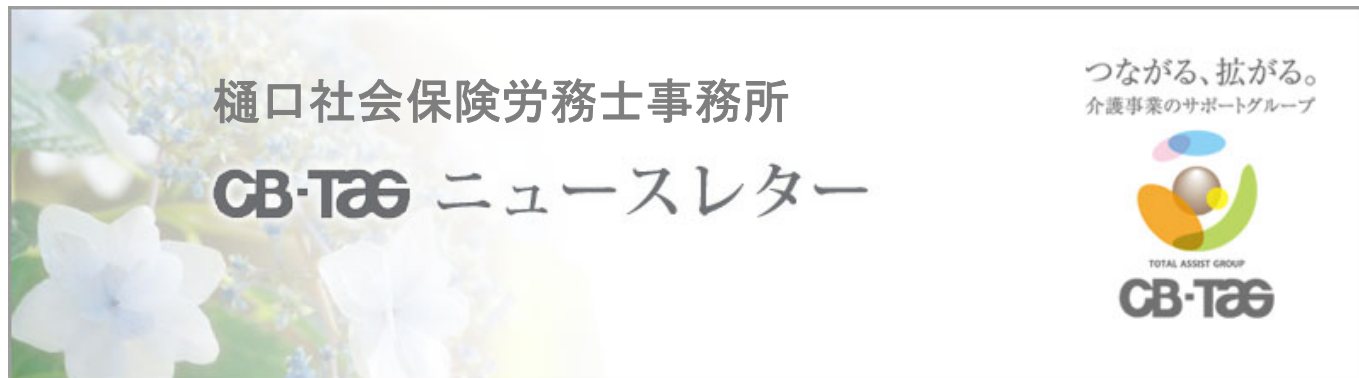 樋口社会保険労務士事務所
CB-TAG ニュースレター
つながる、拡がる。
介護事業のサポートグループ
TOTAL ASSIST GROUP
CB-TAG